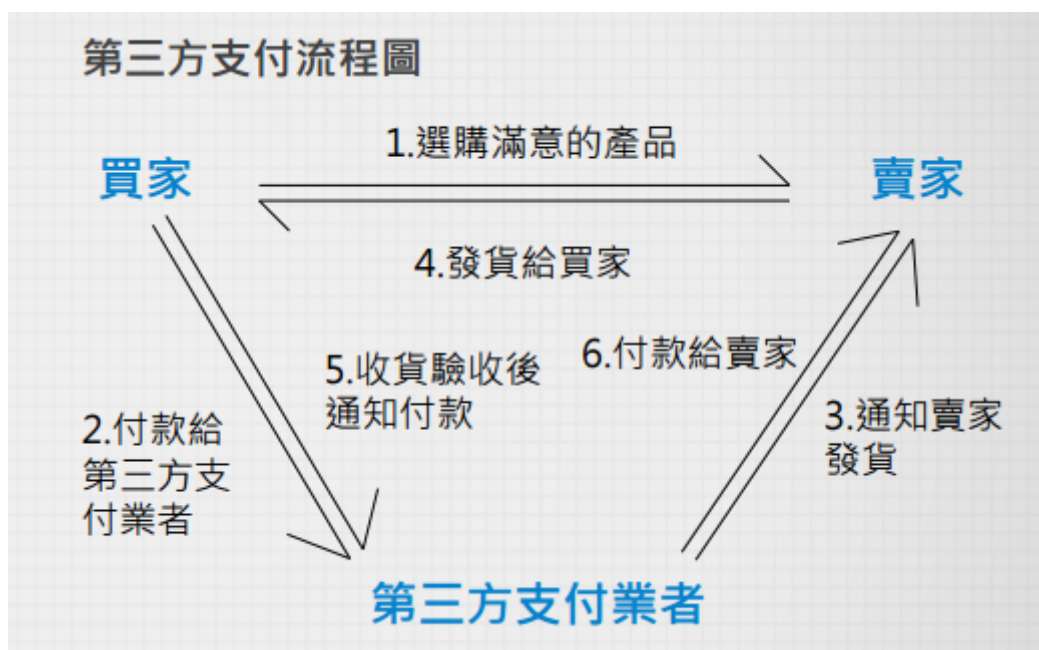 第三方支付流程圖
1.選購滿意的產品
買家
賣家
4.發貨給買家
5.收貨驗收後
通知付款
6.付款給賣家
2.付款給
第三方支
付業者
3.通知賣家
發貨
第三方支付業者